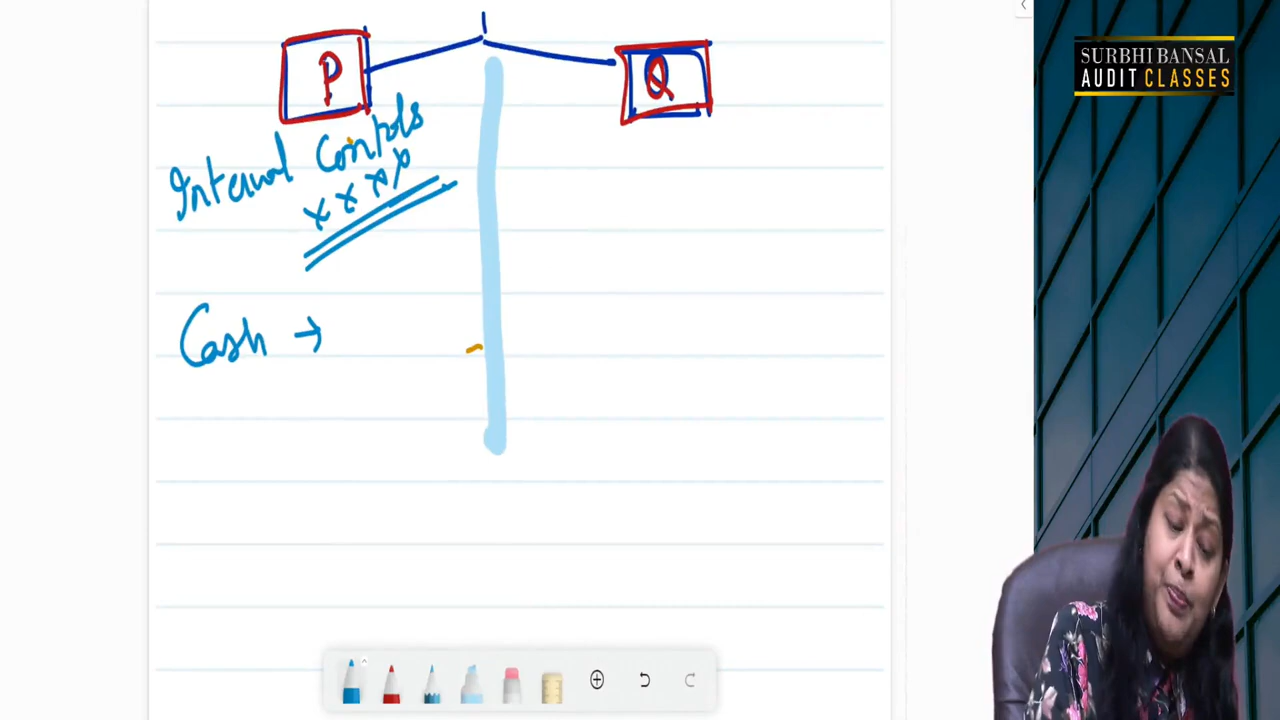 P
Q
Internal Controls
x x x x
Cash →
SURBHI BANSAL
AUDIT CLASSES